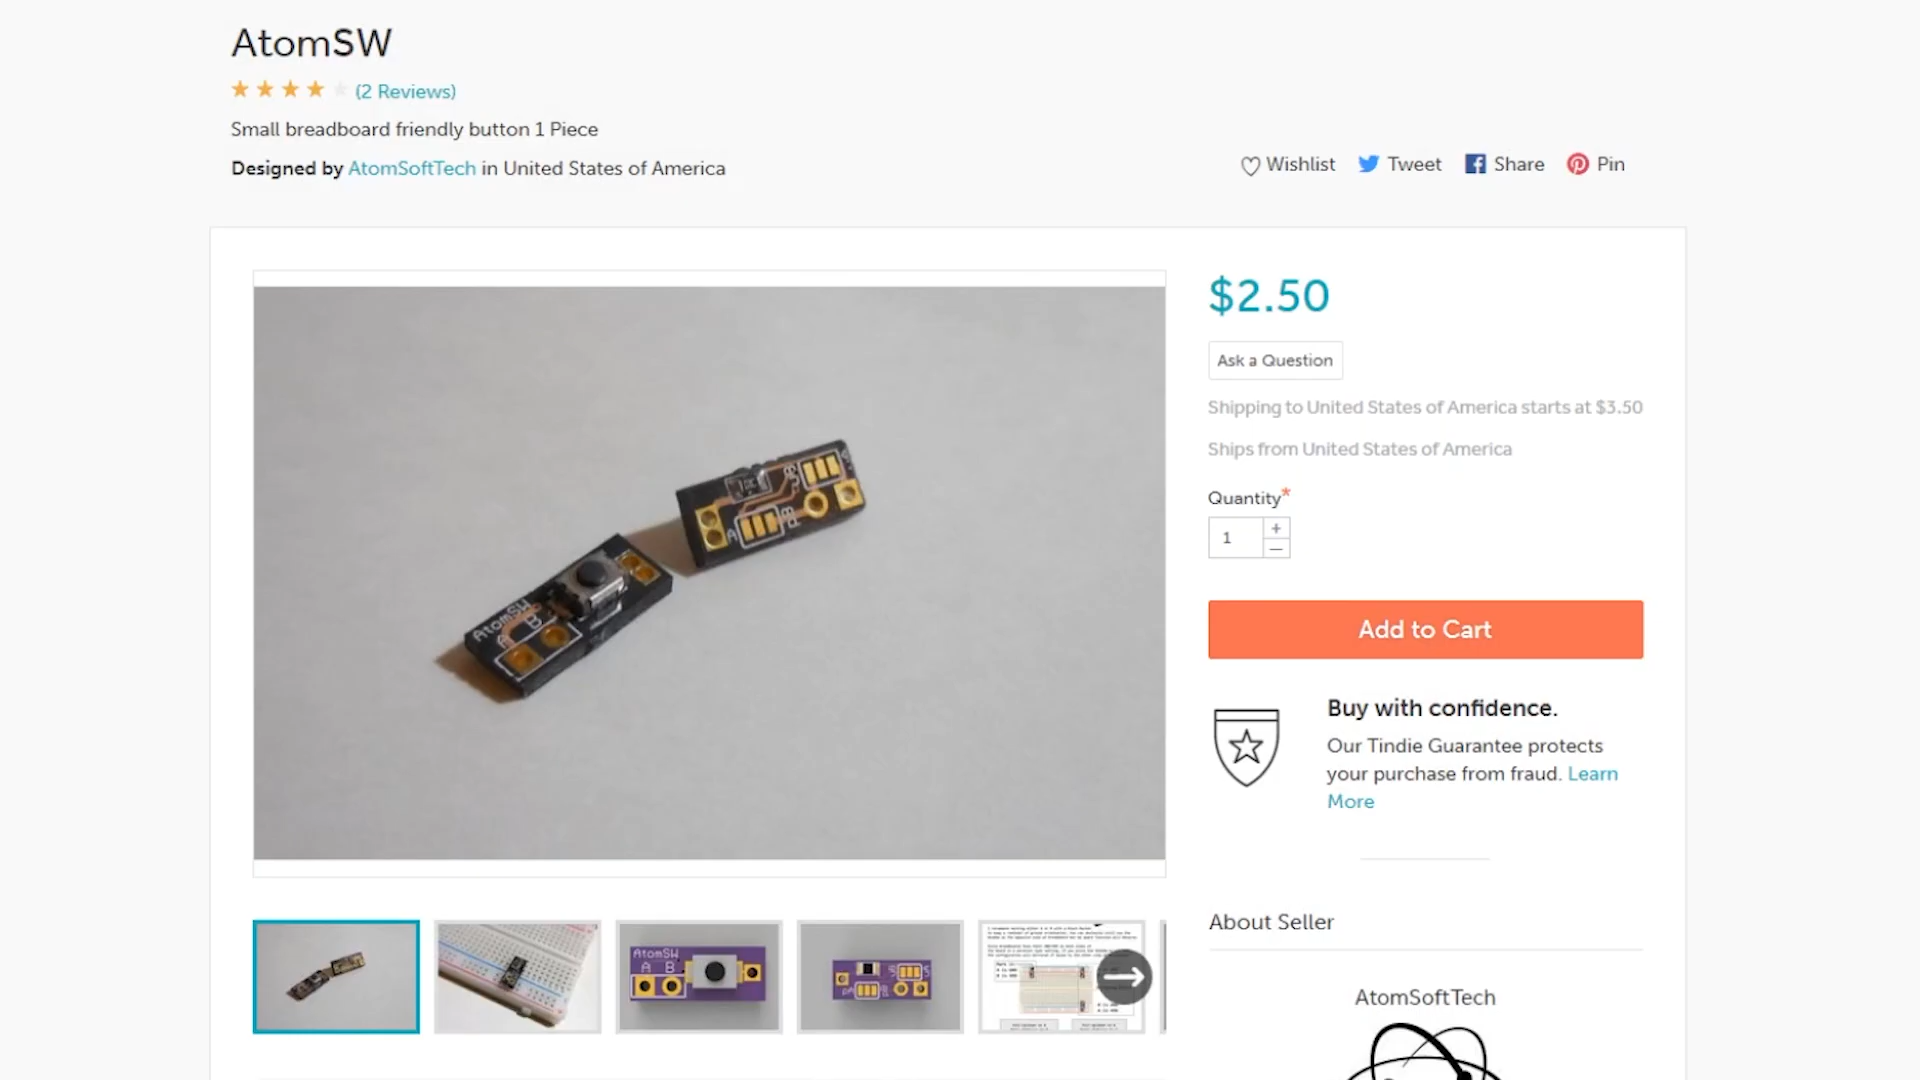 AtomSW
(2 Reviews)
Small breadboard friendly button 1 Piece
Designed by AtomSoftTech in United States of America
Wishlist
Tweet
Share
Pin
$2.50
Ask a Question
Shipping to United States of America starts at $3.50
Ships from United States of America
Quantity*
1
+
–
Add to Cart
Buy with confidence.
Our Tindie Guarantee protects
your purchase from fraud. Learn
More
AtomSW
A B
A
B
AtomSW
A B
About Seller
AtomSoftTech